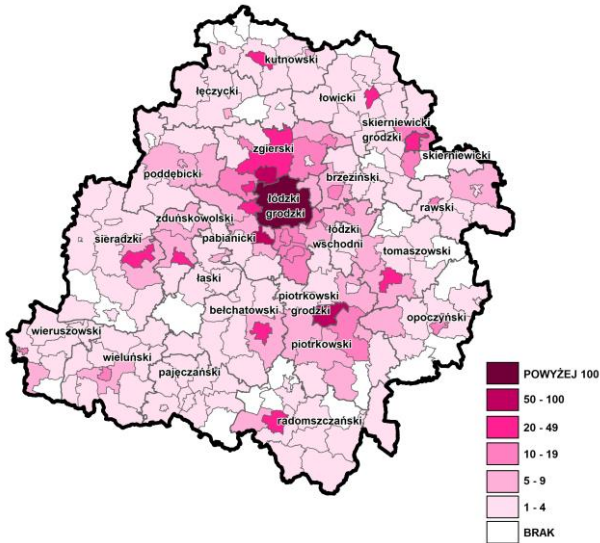 kutnowski
łęczycki
łowicki
skierniewicki
grodzki
skierniewicki
zgierski
poddębicki
brzeziński
łódzki
grodzki
rawski
zduńskowolski
sieradzki
pabianicki
łódzki
wschodni
tomaszowski
łaski
piotrkowski
grodzki
bełchatowski
opoczyński
wieruszowski
piotrkowski
wieluński
pajęczański
radomszczański
POWYŻEJ 100
50 - 100
20 - 49
10 - 19
5 - 9
1 - 4
BRAK